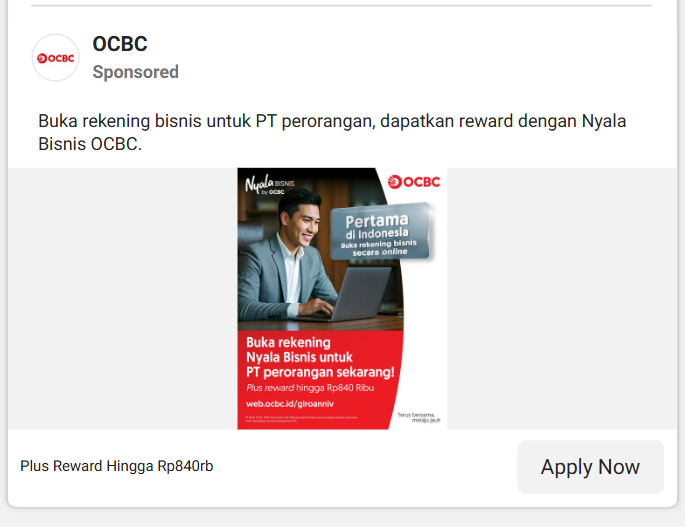 OCBC
OCBC
Sponsored
Buka rekening bisnis untuk PT perorangan, dapatkan reward dengan Nyala
Bisnis OCBC.
Nyala BISNIS
by OCBC
OCBC
Pertama
di Indonesia
Buka rekening bisnis
secara online
Buka rekening
Nyala Bisnis untuk
PT perorangan sekarang!
Plus reward hingga Rp840 Ribu
web.ocbc.id/giroanniv
Terus bersama,
melaju jauh
Plus Reward Hingga Rp840rb
Apply Now